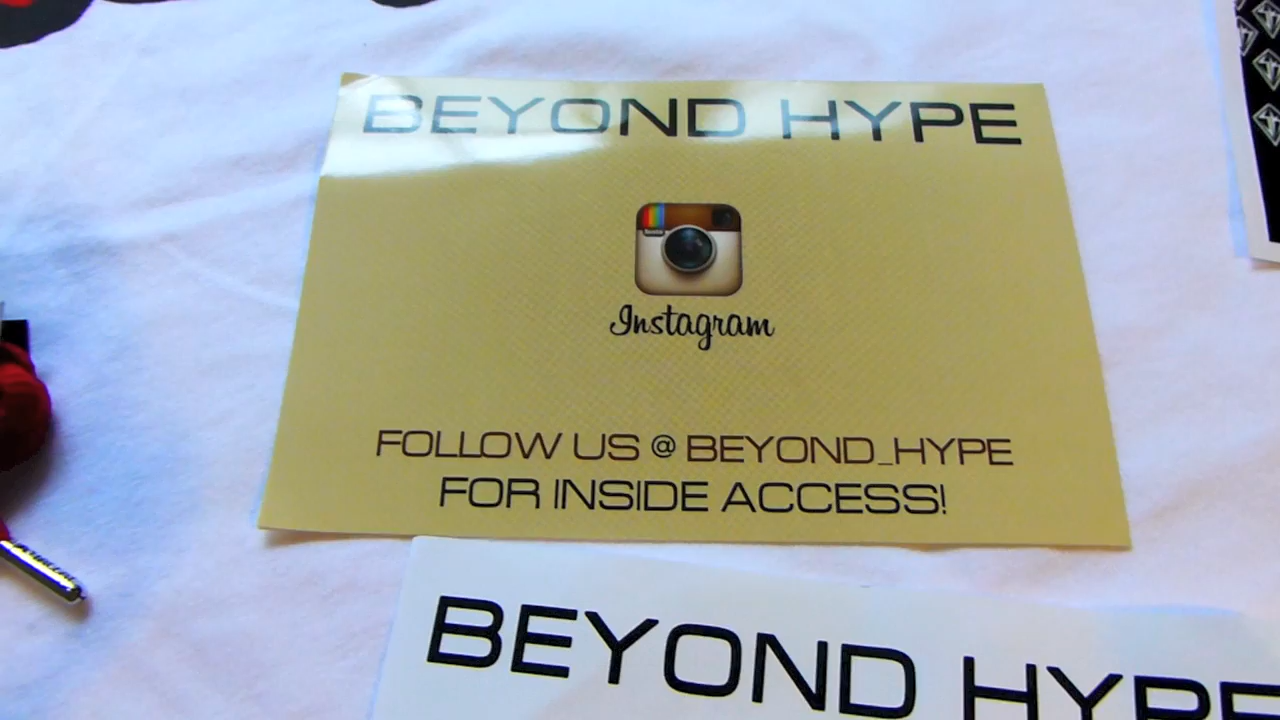 BEYOND HYPE
Instagram
FOLLOW US @ BEYOND_HYPE
FOR INSIDE ACCESS!
BEYOND HYPE